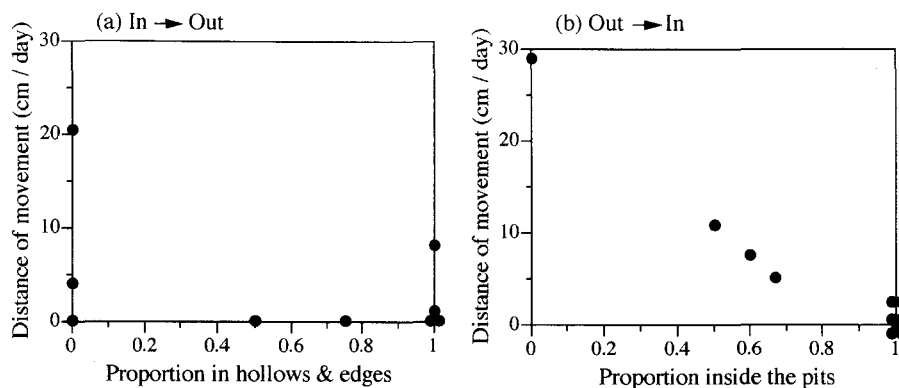 (a) In → Out
Distance of movement (cm / day)
30
20
10
0
0 0.2 0.4 0.6 0.8 1
Proportion in hollows & edges
(b) Out → In
Distance of movement (cm / day)
30
20
10
0
0 0.2 0.4 0.6 0.8 1
Proportion inside the pits